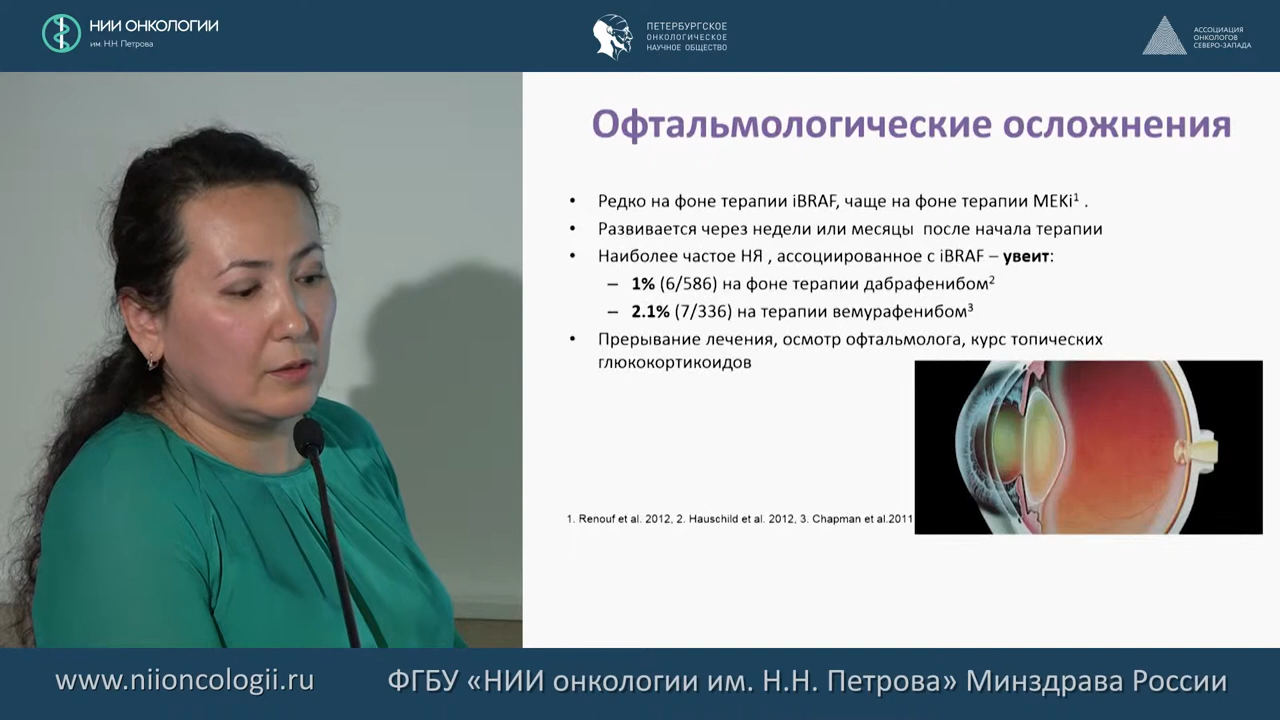 НИИ ОНКОЛОГИИ
им. Н.Н. Петрова
ПЕТЕРБУРГСКОЕ
ОНКОЛОГИЧЕСКОЕ
НАУЧНОЕ ОБЩЕСТВО
АССОЦИАЦИЯ
ОНКОЛОГОВ
СЕВЕРО-ЗАПАДА
Офтальмологические осложнения
• Редко на фоне терапии iBRAF, чаще на фоне терапии MEKi¹ .
• Развивается через недели или месяцы после начала терапии
• Наиболее частое НЯ , ассоциированное с iBRAF – увеит:
– 1% (6/586) на фоне терапии дабрафенибом²
– 2.1% (7/336) на терапии вемурафенибом³
• Прерывание лечения, осмотр офтальмолога, курс топических
глюкокортикоидов
1. Renouf et al. 2012, 2. Hauschild et al. 2012, 3. Chapman et al.2011
www.niioncologii.ru
ФГБУ «НИИ онкологии им. Н.Н. Петрова» Минздрава России